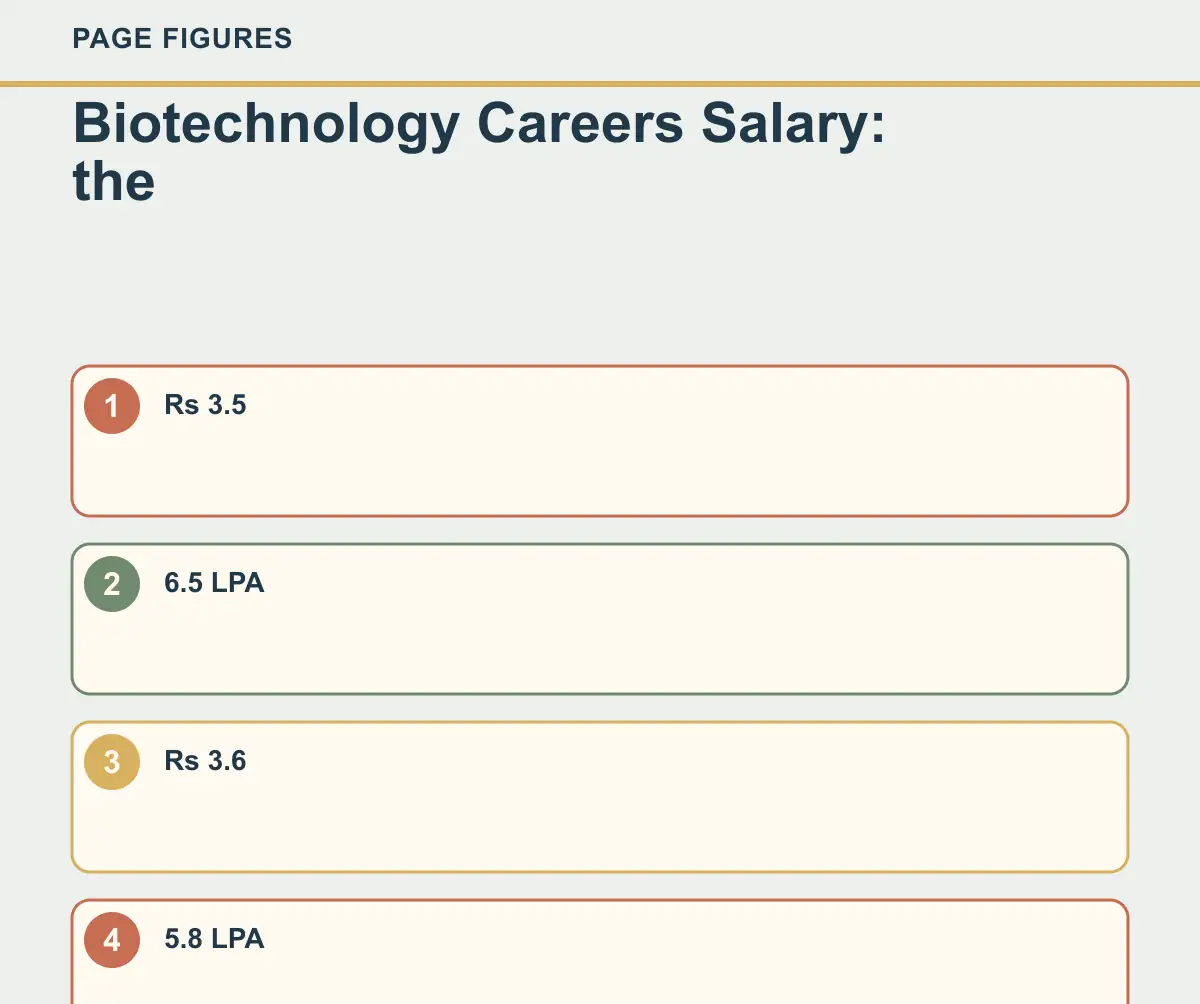 PAGE FIGURES
Biotechnology Careers Salary:
the
1 Rs 3.5
2 6.5 LPA
3 Rs 3.6
4 5.8 LPA